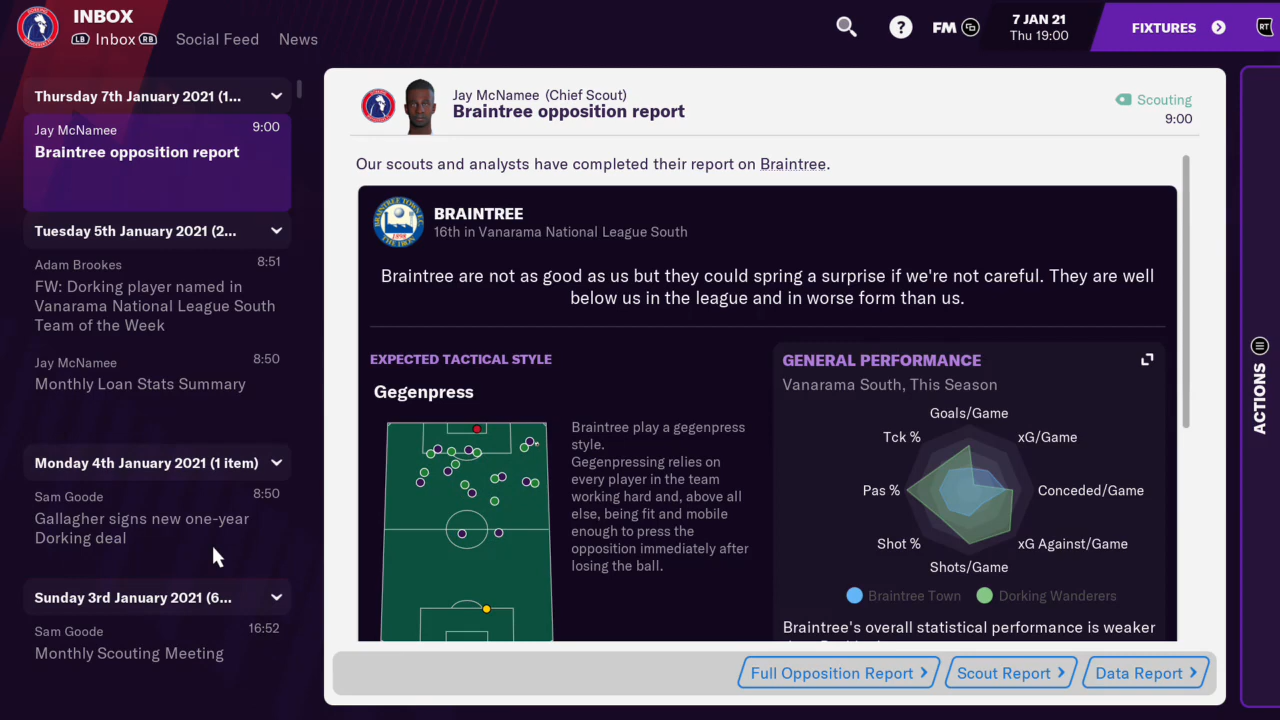 INBOX
LB Inbox RB Social Feed News
FM
7 JAN 21
Thu 19:00
FIXTURES
RT
Thursday 7th January 2021 (1...
Jay McNamee 9:00
Braintree opposition report
Tuesday 5th January 2021 (2...
Adam Brookes 8:51
FW: Dorking player named in
Vanarama National League South
Team of the Week
Jay McNamee 8:50
Monthly Loan Stats Summary
Monday 4th January 2021 (1 item)
Sam Goode 8:50
Gallagher signs new one-year
Dorking deal
Sunday 3rd January 2021 (6...
Sam Goode 16:52
Monthly Scouting Meeting
Jay McNamee (Chief Scout)
Braintree opposition report
Scouting
9:00
Our scouts and analysts have completed their report on Braintree.
BRAINTREE
16th in Vanarama National League South
Braintree are not as good as us but they could spring a surprise if we're not careful. They are well
below us in the league and in worse form than us.
EXPECTED TACTICAL STYLE
Gegenpress
Braintree play a gegenpress
style.
Gegenpressing relies on
every player in the team
working hard and, above all
else, being fit and mobile
enough to press the
opposition immediately after
losing the ball.
GENERAL PERFORMANCE
Vanarama South, This Season
Goals/Game
Tck % xG/Game
Pas % Conceded/Game
Shot % xG Against/Game
Shots/Game
Braintree Town Dorking Wanderers
Braintree's overall statistical performance is weaker
Full Opposition Report
Scout Report
Data Report
ACTIONS